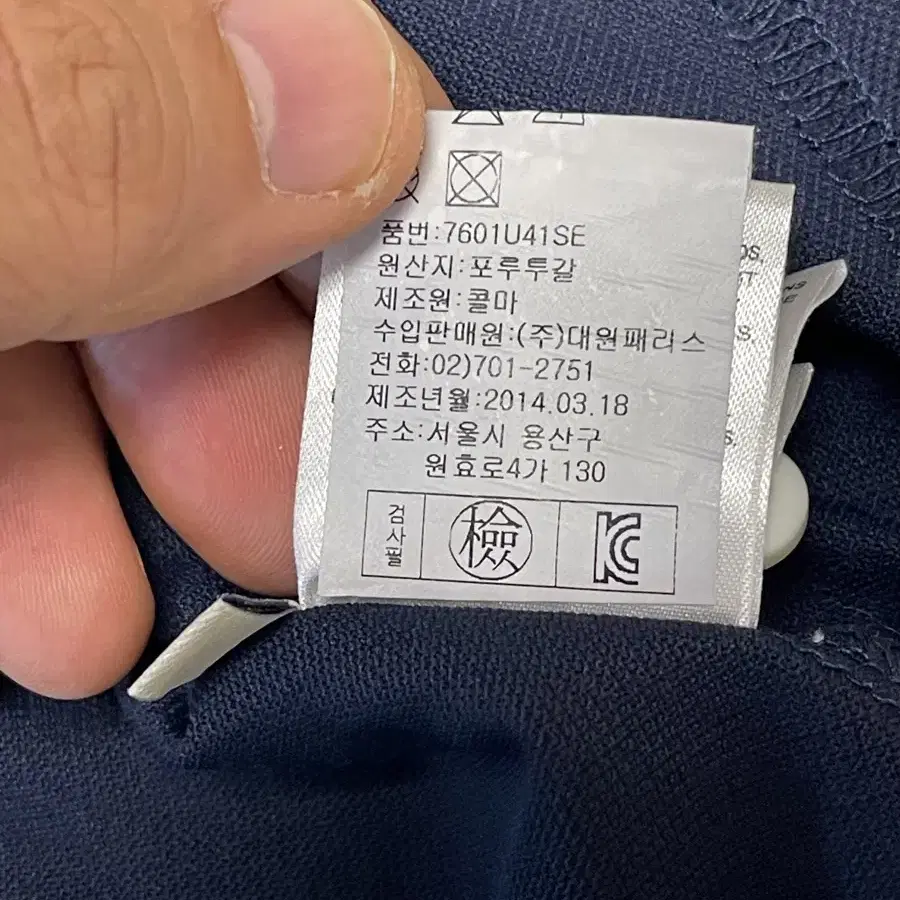 품번:7601U41SE
원산지:포루투갈
제조원:콜마
수입판매원:(주)대원패리스
전화:02)701-2751
제조년월:2014.03.18
주소:서울시 용산구
원효로4가 130
검사필
檢
KC